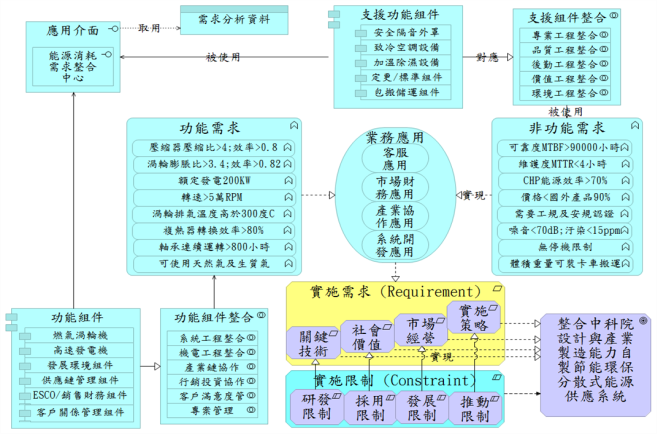 應用介面
能源消耗
需求整合
中心
取用
需求分析資料
被使用
支援功能組件
安全隔音外罩
致冷空調設備
加溫除濕設備
定更/標準組件
包搬儲運組件
對應
支援組件整合
專業工程整合
品質工程整合
後勤工程整合
價值工程整合
環境工程整合
被使用
功能需求
壓縮器壓縮比>4;效率>0.8
渦輪膨脹比>3.4;效率>0.82
額定發電200KW
轉速>5萬RPM
渦輪排氣溫度高於300度C
複熱器轉換效率>80%
軸承連續運轉>800小時
可使用天然氣及生質氣
業務應用
客服
應用
市場財
務應用
產業協
作應用
系統開
發應用
實現
非功能需求
可靠度MTBF>90000小時
維護度MTTR<4小時
CHP能源效率>70%
價格<國外產品90%
需要工規及安規認證
噪音<70dB;汙染<15ppm
無停機限制
體積重量可裝卡車搬運
功能組件
燃氣渦輪機
高速發電機
發展環境組件
供應鏈管理組件
ESCO/銷售財務組件
客戶關係管理組件
功能組件整合
系統工程整合
機電工程整合
產業鏈協作
行銷投資協作
客戶滿意度管
專案管理
實施需求 (Requirement)
關鍵
技術
社會
價值
市場
經營
實施
策略
實現
實施限制 (Constraint)
研發
限制
採用
限制
發展
限制
推動
限制
整合中科院
設計與產業
製造能力自
製節能環保
分散式能源
供應系統